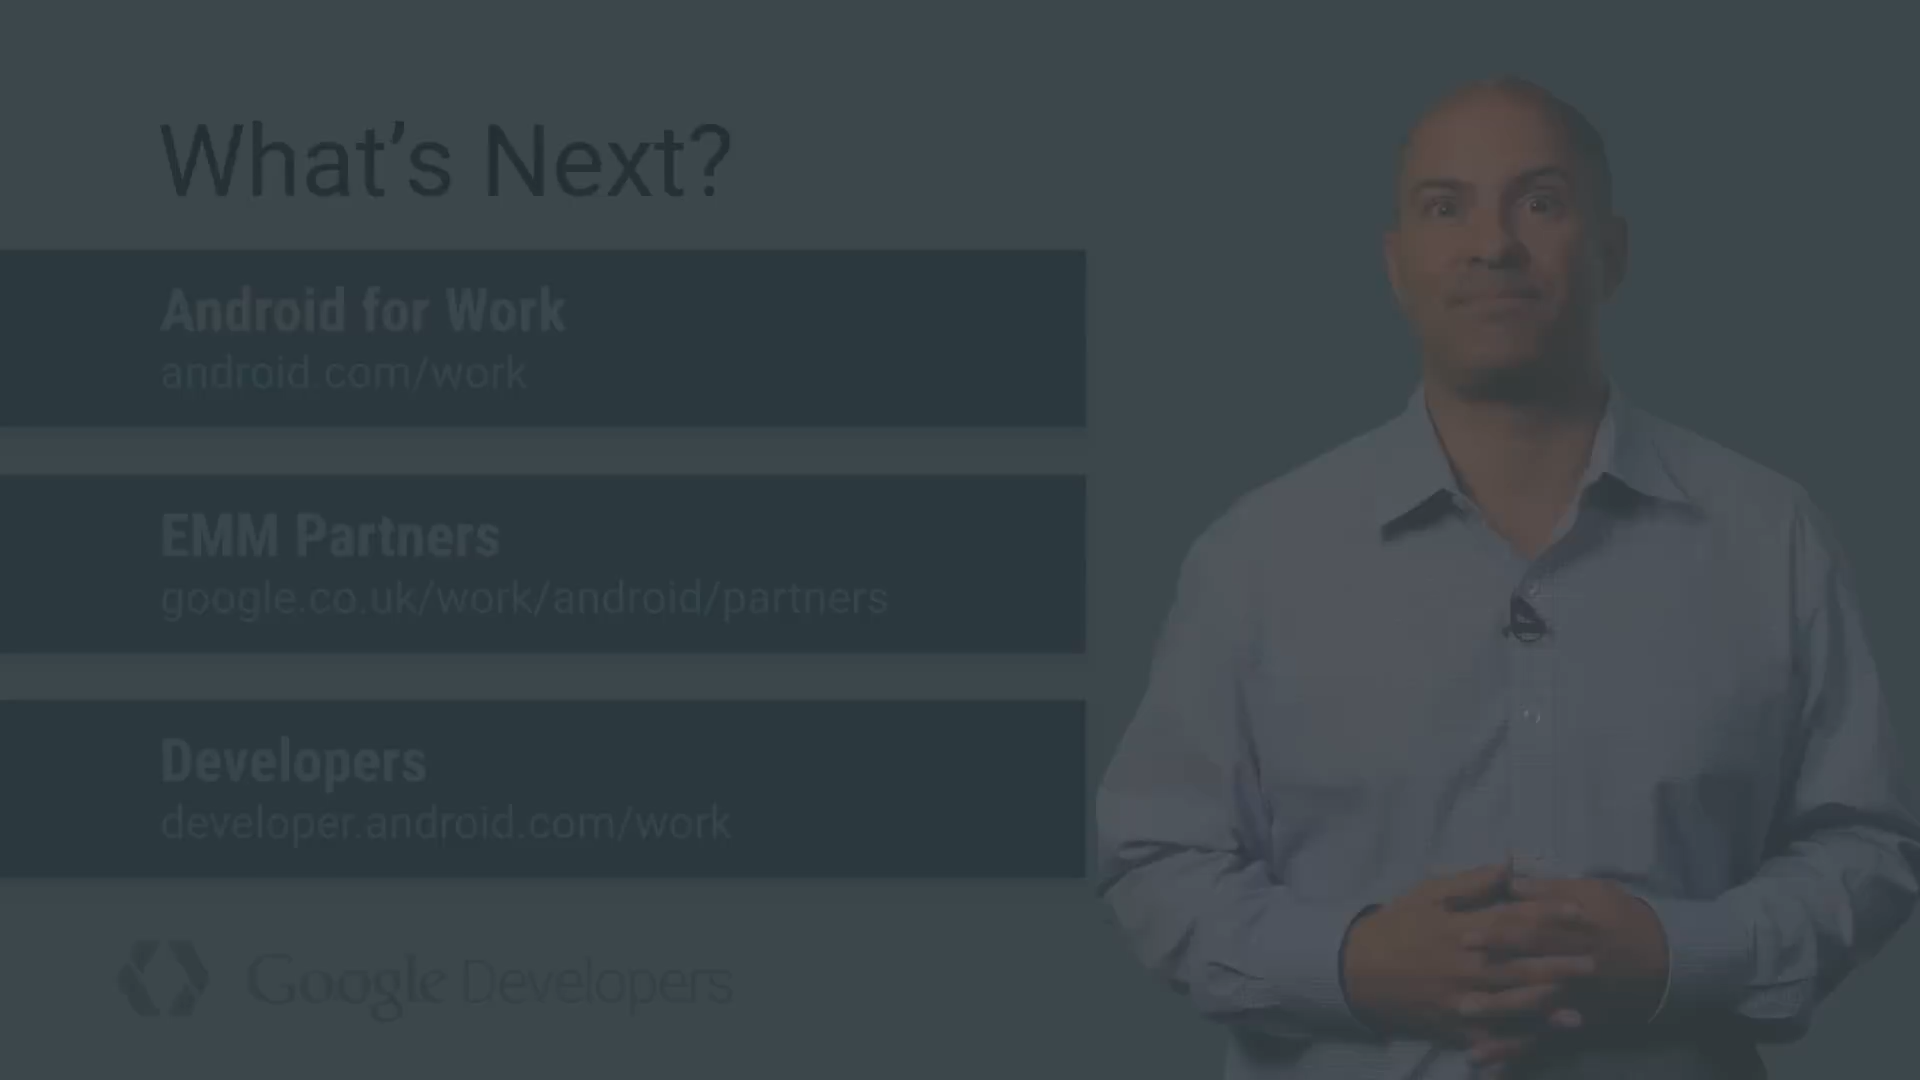 What's Next?
Android for Work
android.com/work
EMM Partners
google.co.uk/work/android/partners
Developers
developer.android.com/work
Google Developers